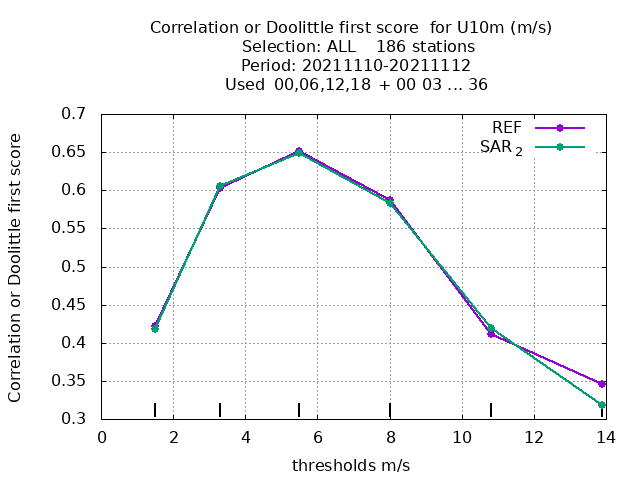 Correlation or Doolittle first score  for U10m (m/s)
Selection: ALL    186 stations
Period: 20211110-20211112
Used  00,06,12,18  + 00 03 ... 36
REF
SAR 2
Correlation or Doolittle first score
0.7
0.65
0.6
0.55
0.5
0.45
0.4
0.35
0.3
0 2 4 6 8 10 12 14
thresholds m/s